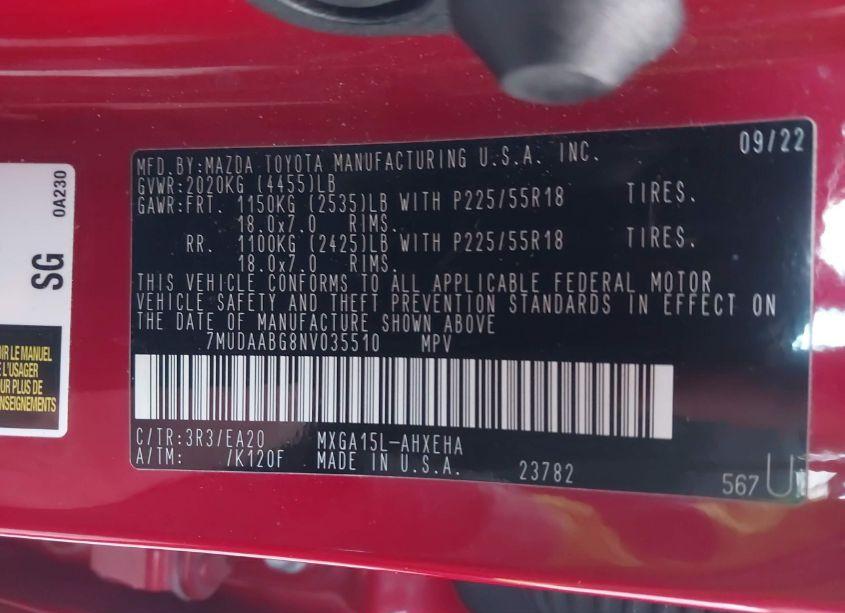 MFD.BY:MAZDA TOYOTA MANUFACTURING U.S.A. INC. 09/22
GVWR:2020KG (4455)LB
GAWR:FRT. 1150KG (2535)LB WITH P225/55R18 TIRES.
18.0x7.0 RIMS.
RR. 1100KG (2425)LB WITH P225/55R18 TIRES.
18.0x7.0 RIMS.
THIS VEHICLE CONFORMS TO ALL APPLICABLE FEDERAL MOTOR
VEHICLE SAFETY AND THEFT PREVENTION STANDARDS IN EFFECT ON
THE DATE OF MANUFACTURE SHOWN ABOVE
7MUDAABG8NV035510 MPV
C/TR:3R3/EA20 MXGA15L-AHXEHA
A/TM: /K120F MADE IN U.S.A. 23782
567 U
SG 0A230
LE MANUEL
L'USAGER
PLUS DE